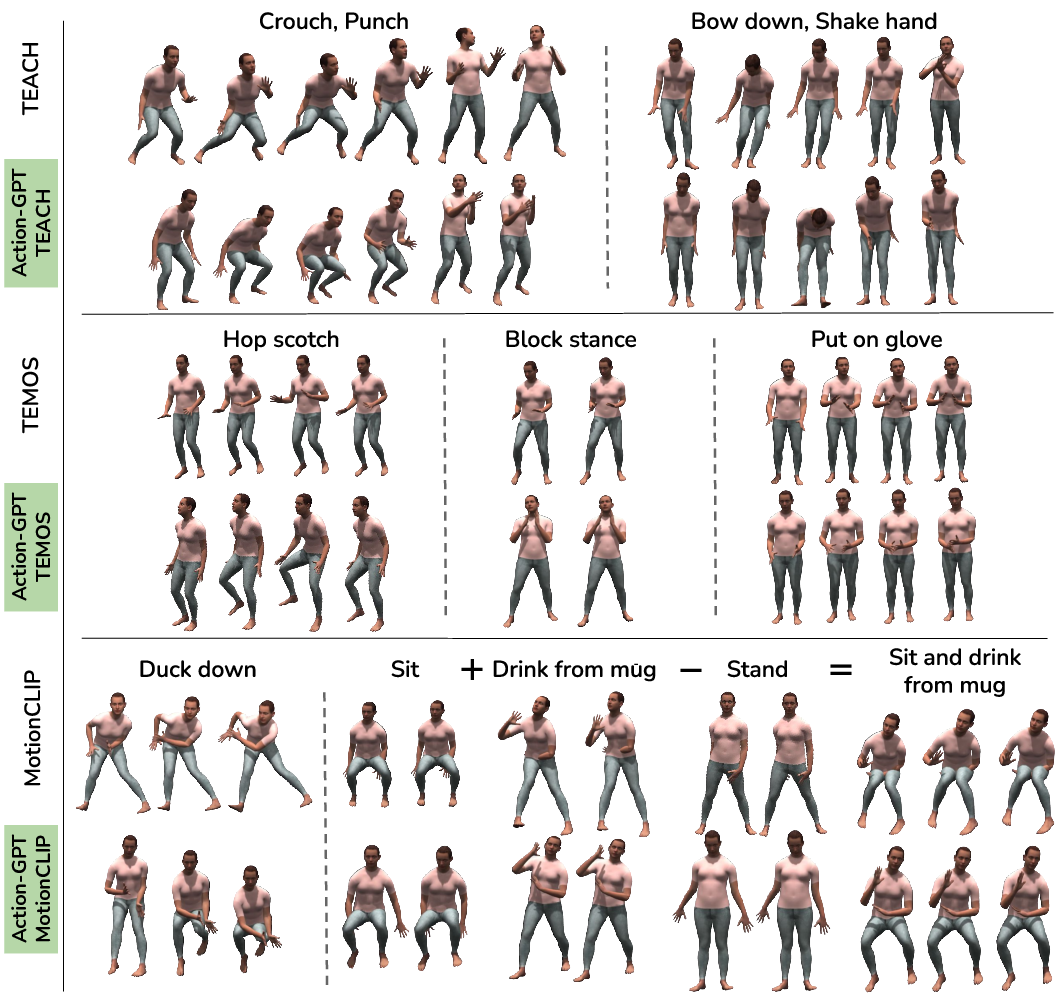 Crouch, Punch
Bow down, Shake hand
TEACH
Action-GPT
TEACH
Hop scotch
Block stance
Put on glove
TEMOS
Action-GPT
TEMOS
Duck down
Sit + Drink from mug − Stand = Sit and drink
from mug
MotionCLIP
Action-GPT
MotionCLIP